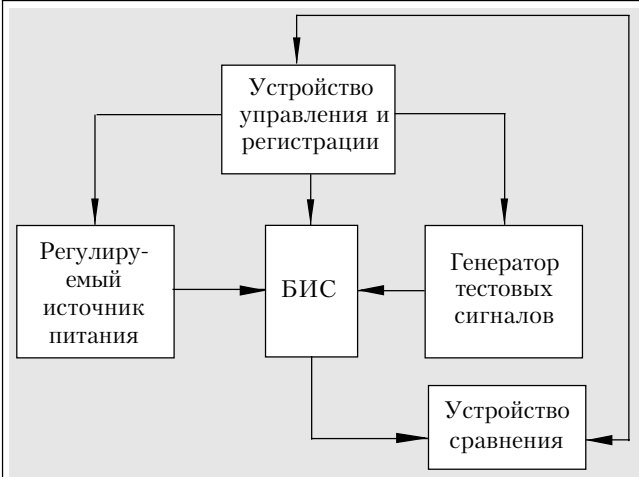 Устройство
управления и
регистрации
Регулиру-
емый
источник
питания
БИС
Генератор
тестовых
сигналов
Устройство
сравнения